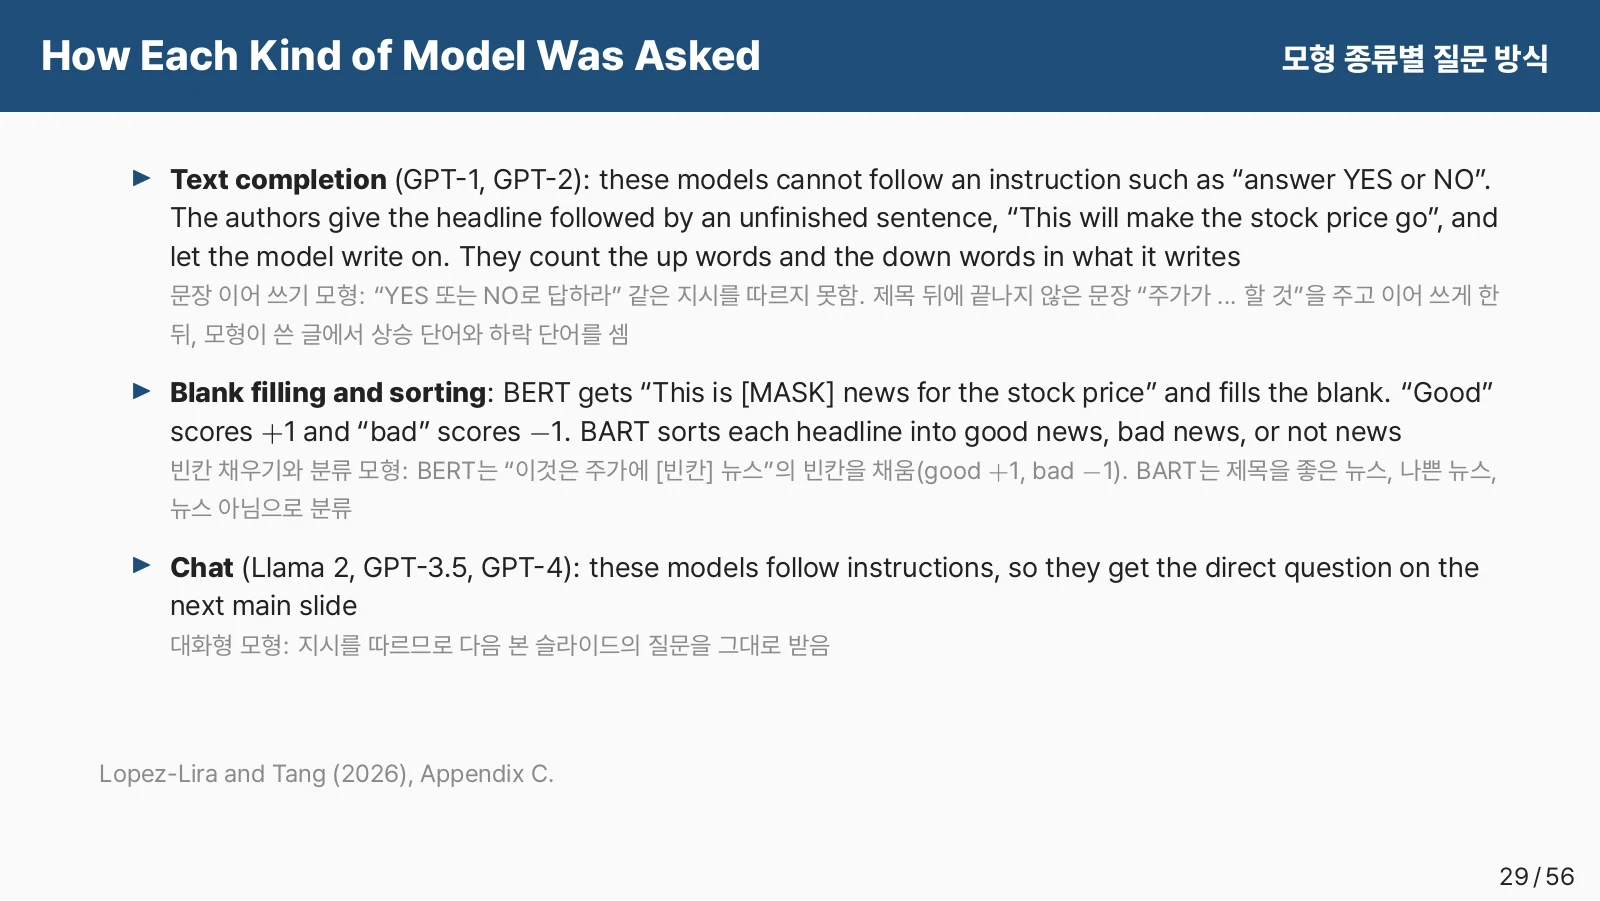 How Each Kind of Model Was Asked
모형 종류별 질문 방식
▶ Text completion (GPT-1, GPT-2): these models cannot follow an instruction such as “answer YES or NO”.
The authors give the headline followed by an unfinished sentence, “This will make the stock price go”, and
let the model write on. They count the up words and the down words in what it writes
문장 이어 쓰기 모형: “YES 또는 NO로 답하라” 같은 지시를 따르지 못함. 제목 뒤에 끝나지 않은 문장 “주가가 ... 할 것”을 주고 이어 쓰게 한
뒤, 모형이 쓴 글에서 상승 단어와 하락 단어를 셈
▶ Blank filling and sorting: BERT gets “This is [MASK] news for the stock price” and fills the blank. “Good”
scores +1 and “bad” scores −1. BART sorts each headline into good news, bad news, or not news
빈칸 채우기와 분류 모형: BERT는 “이것은 주가에 [빈칸] 뉴스”의 빈칸을 채움(good +1, bad −1). BART는 제목을 좋은 뉴스, 나쁜 뉴스,
뉴스 아님으로 분류
▶ Chat (Llama 2, GPT-3.5, GPT-4): these models follow instructions, so they get the direct question on the
next main slide
대화형 모형: 지시를 따르므로 다음 본 슬라이드의 질문을 그대로 받음
Lopez-Lira and Tang (2026), Appendix C.
29 / 56